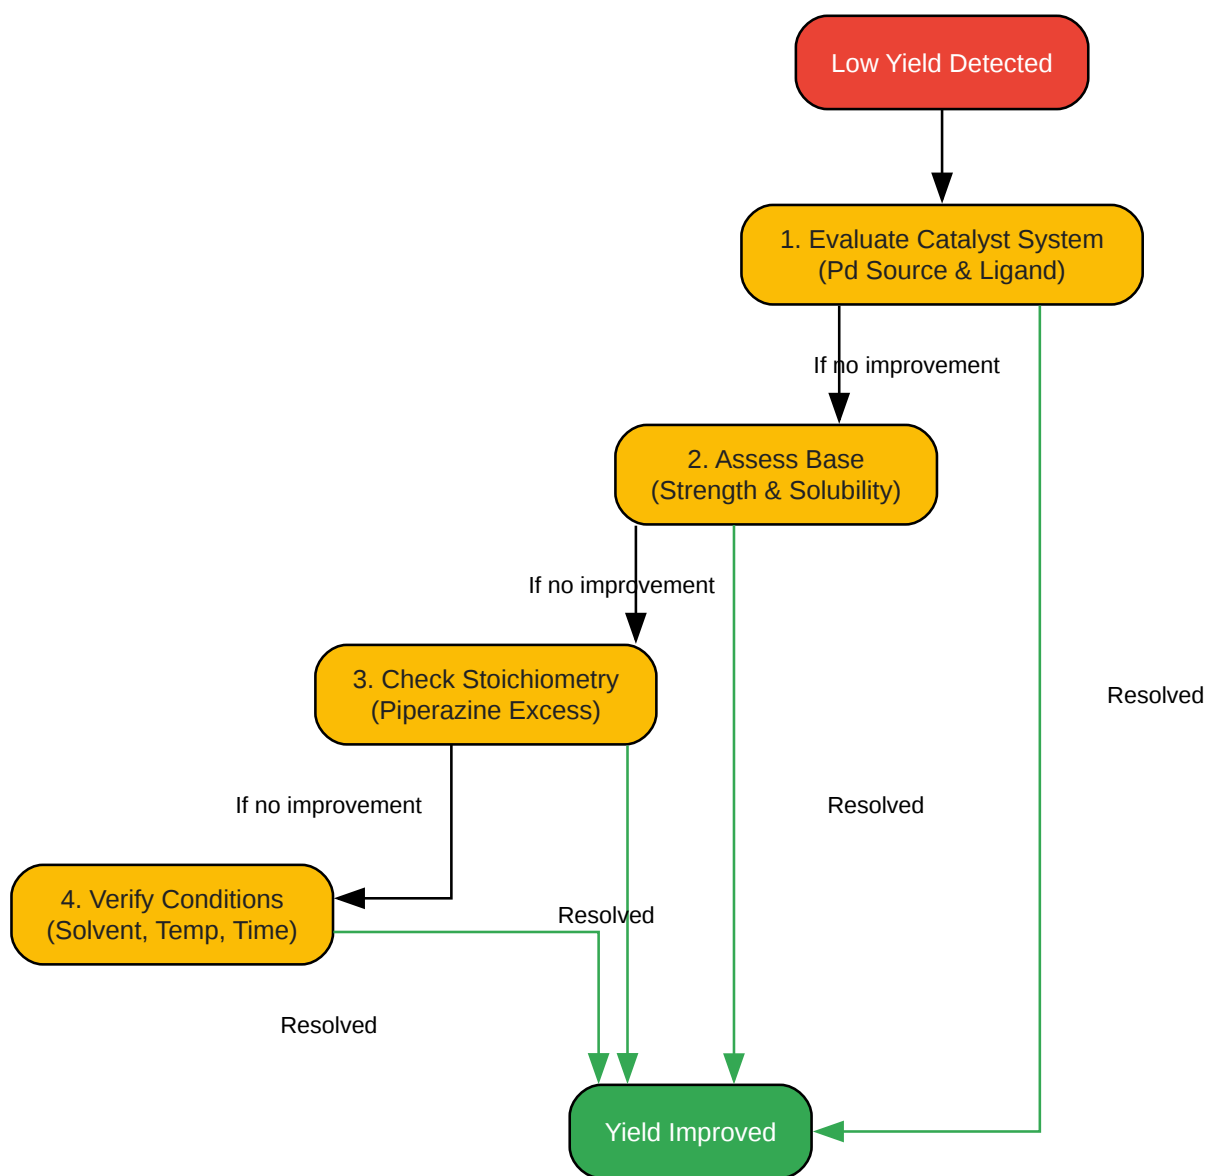 Low Yield Detected
1. Evaluate Catalyst System
(Pd Source & Ligand)
If no improvement
2. Assess Base
(Strength & Solubility)
If no improvement
3. Check Stoichiometry
(Piperazine Excess)
Resolved
If no improvement
Resolved
4. Verify Conditions
(Solvent, Temp, Time)
Resolved
Resolved
Yield Improved